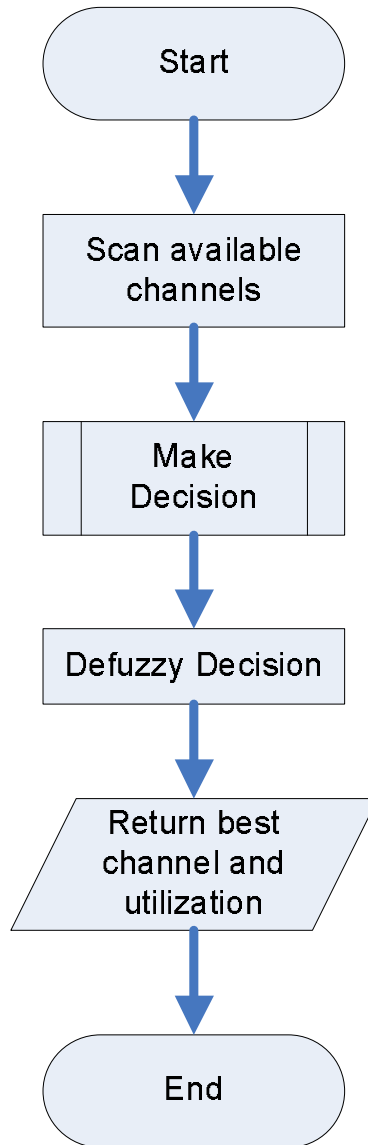 Start
Scan available
channels
Make
Decision
Defuzzy Decision
Return best
channel and
utilization
End